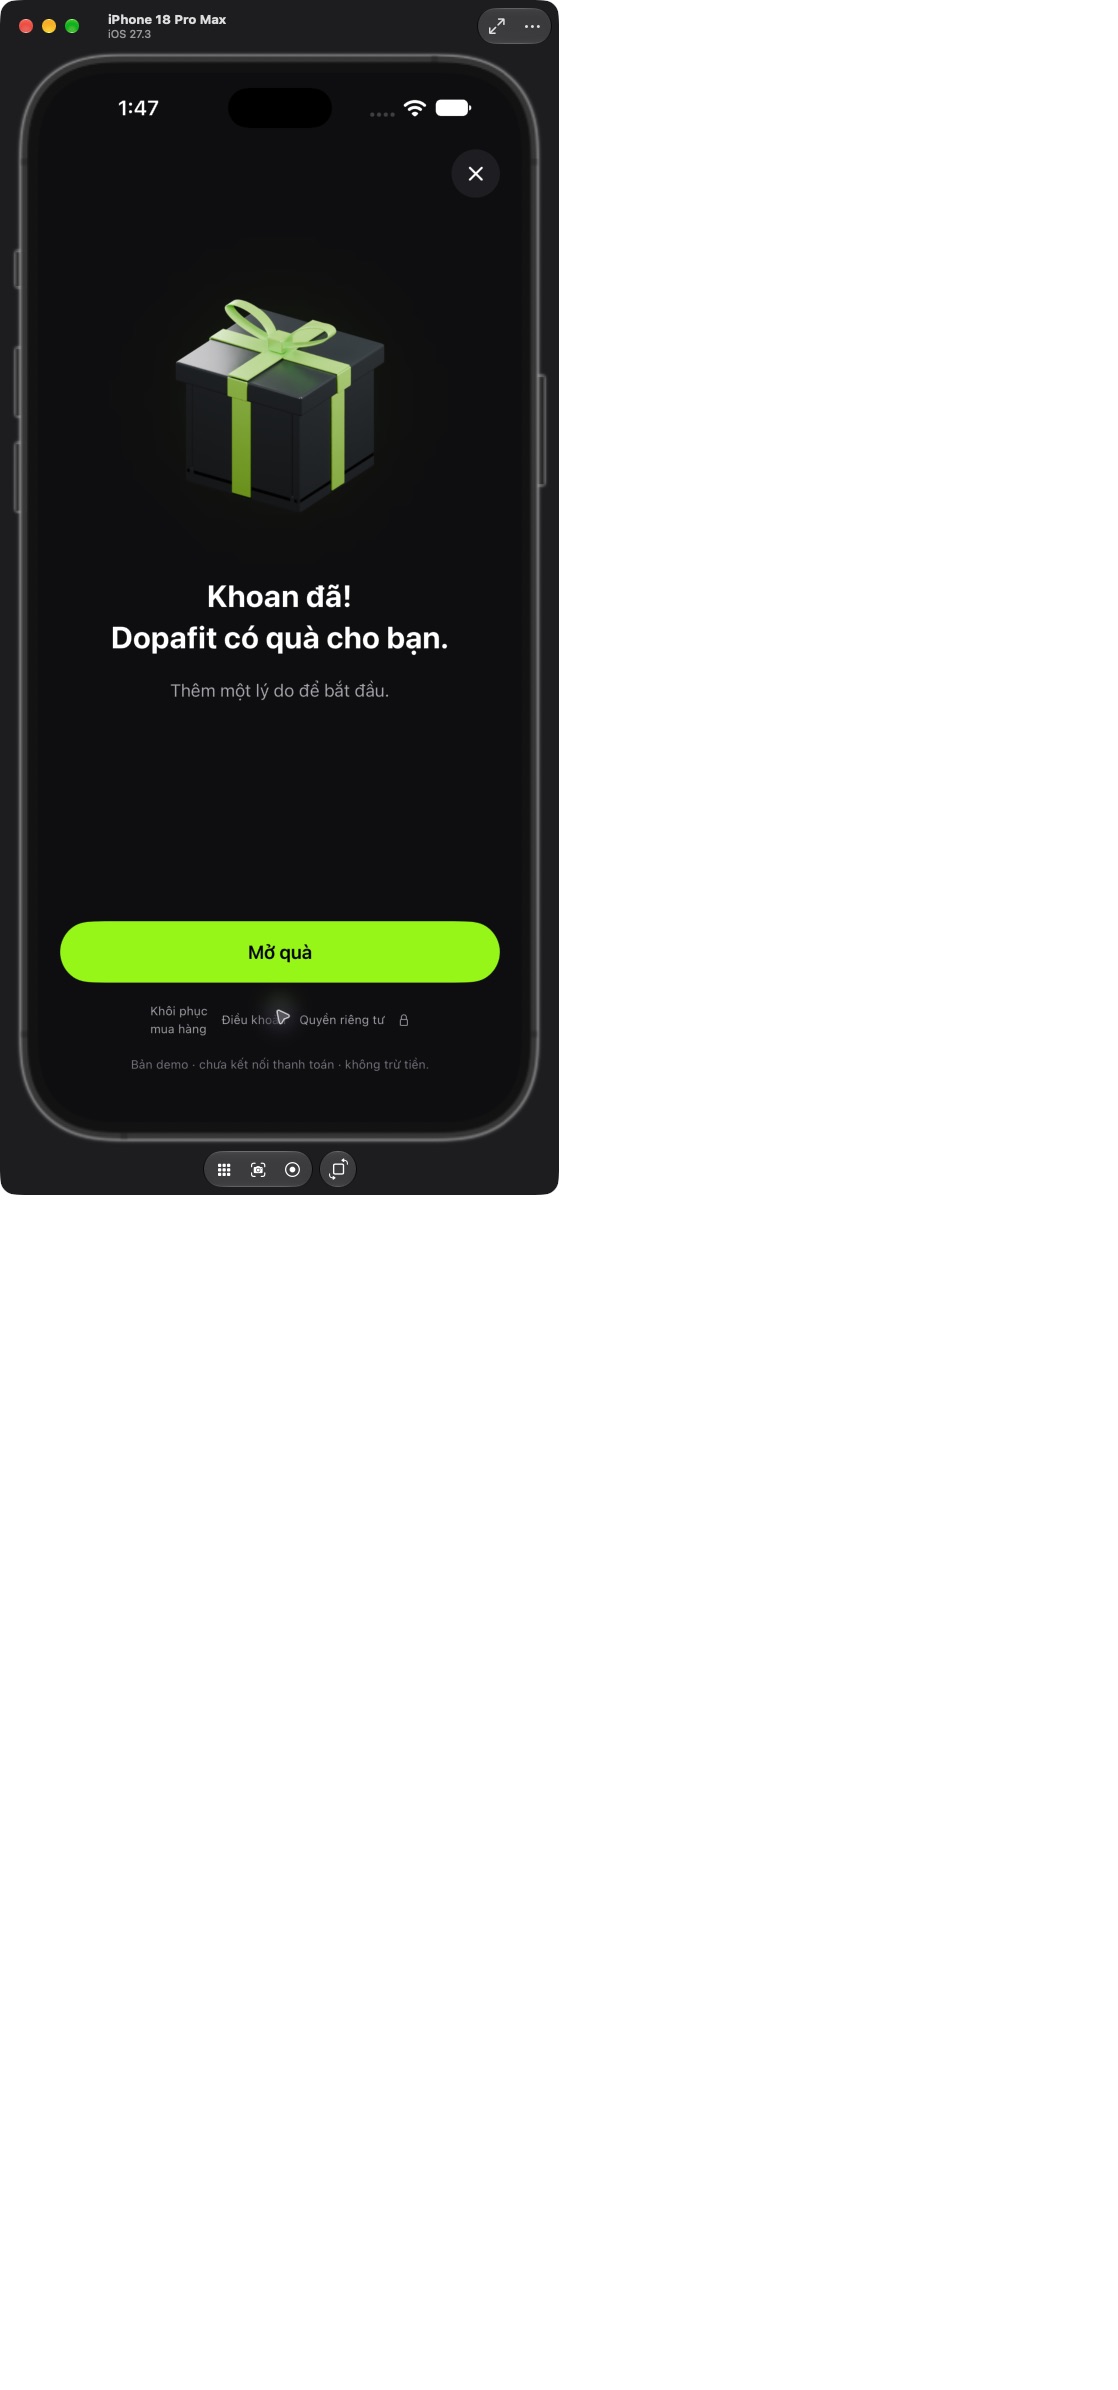 iPhone 18 Pro Max
iOS 27.3
1:47
Khoan đã!
Dopafit có quà cho bạn.
Thêm một lý do để bắt đầu.
Mở quà
Khôi phục
mua hàng
Điều Quyền riêng tư
Bản demo · chưa kết nối thanh toán · không trừ tiền.